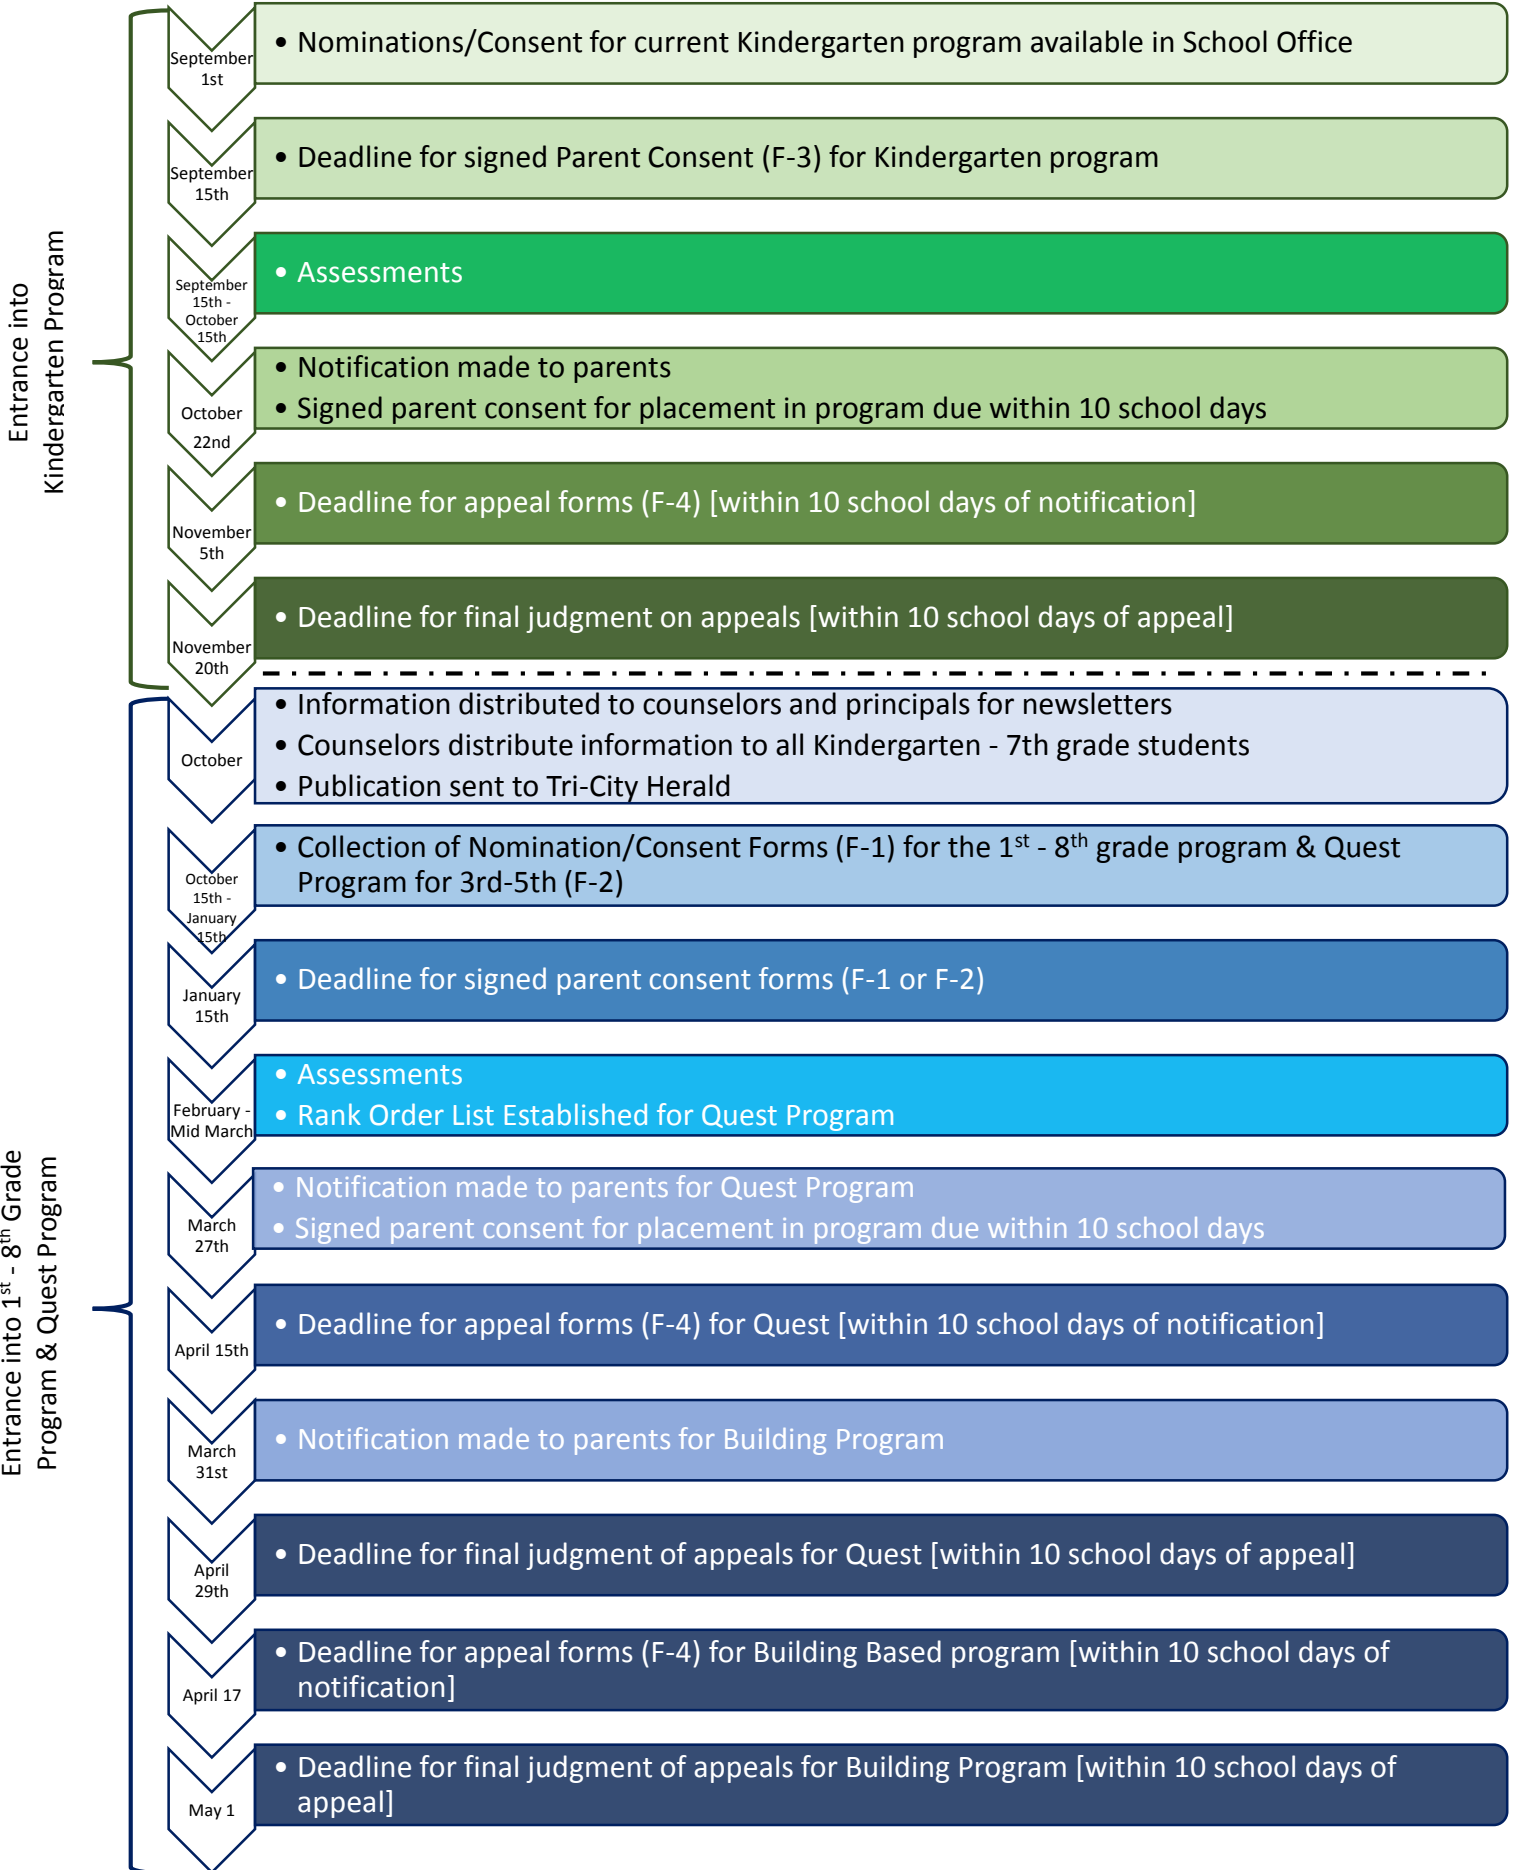 Entrance into
Kindergarten Program
September
1st
• Nominations/Consent for current Kindergarten program available in School Office
September
15th
• Deadline for signed Parent Consent (F-3) for Kindergarten program
September
15th -
October
15th
• Assessments
October
22nd
• Notification made to parents
• Signed parent consent for placement in program due within 10 school days
November
5th
• Deadline for appeal forms (F-4) [within 10 school days of notification]
November
20th
• Deadline for final judgment on appeals [within 10 school days of appeal]
Entrance into 1st - 8th Grade
Program & Quest Program
October
• Information distributed to counselors and principals for newsletters
• Counselors distribute information to all Kindergarten - 7th grade students
• Publication sent to Tri-City Herald
October
15th -
January
15th
• Collection of Nomination/Consent Forms (F-1) for the 1st - 8th grade program & Quest
Program for 3rd-5th (F-2)
January
15th
• Deadline for signed parent consent forms (F-1 or F-2)
February -
Mid March
• Assessments
• Rank Order List Established for Quest Program
March
27th
• Notification made to parents for Quest Program
• Signed parent consent for placement in program due within 10 school days
April 15th
• Deadline for appeal forms (F-4) for Quest [within 10 school days of notification]
March
31st
• Notification made to parents for Building Program
April
29th
• Deadline for final judgment of appeals for Quest [within 10 school days of appeal]
April 17
• Deadline for appeal forms (F-4) for Building Based program [within 10 school days of
notification]
May 1
• Deadline for final judgment of appeals for Building Program [within 10 school days of
appeal]